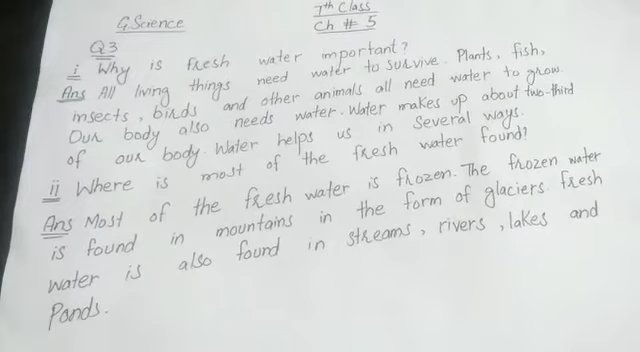 G Science
7th Class
Ch # 5
Q3
i Why is fresh water important?
Ans All living things need water to survive. Plants, fish,
insects, birds and other animals all need water to grow.
Our body also needs water. Water makes up about two-third
of our body. Water helps us in several ways.
ii Where is most of the fresh water found?
Ans Most of the fresh water is frozen. The frozen water
is found in mountains in the form of glaciers fresh
water is also found in streams, rivers, lakes and
Ponds.